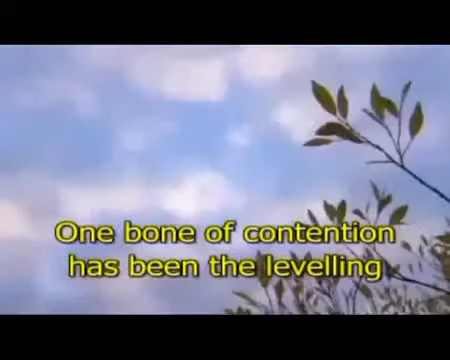 One bone of contention
has been the levelling